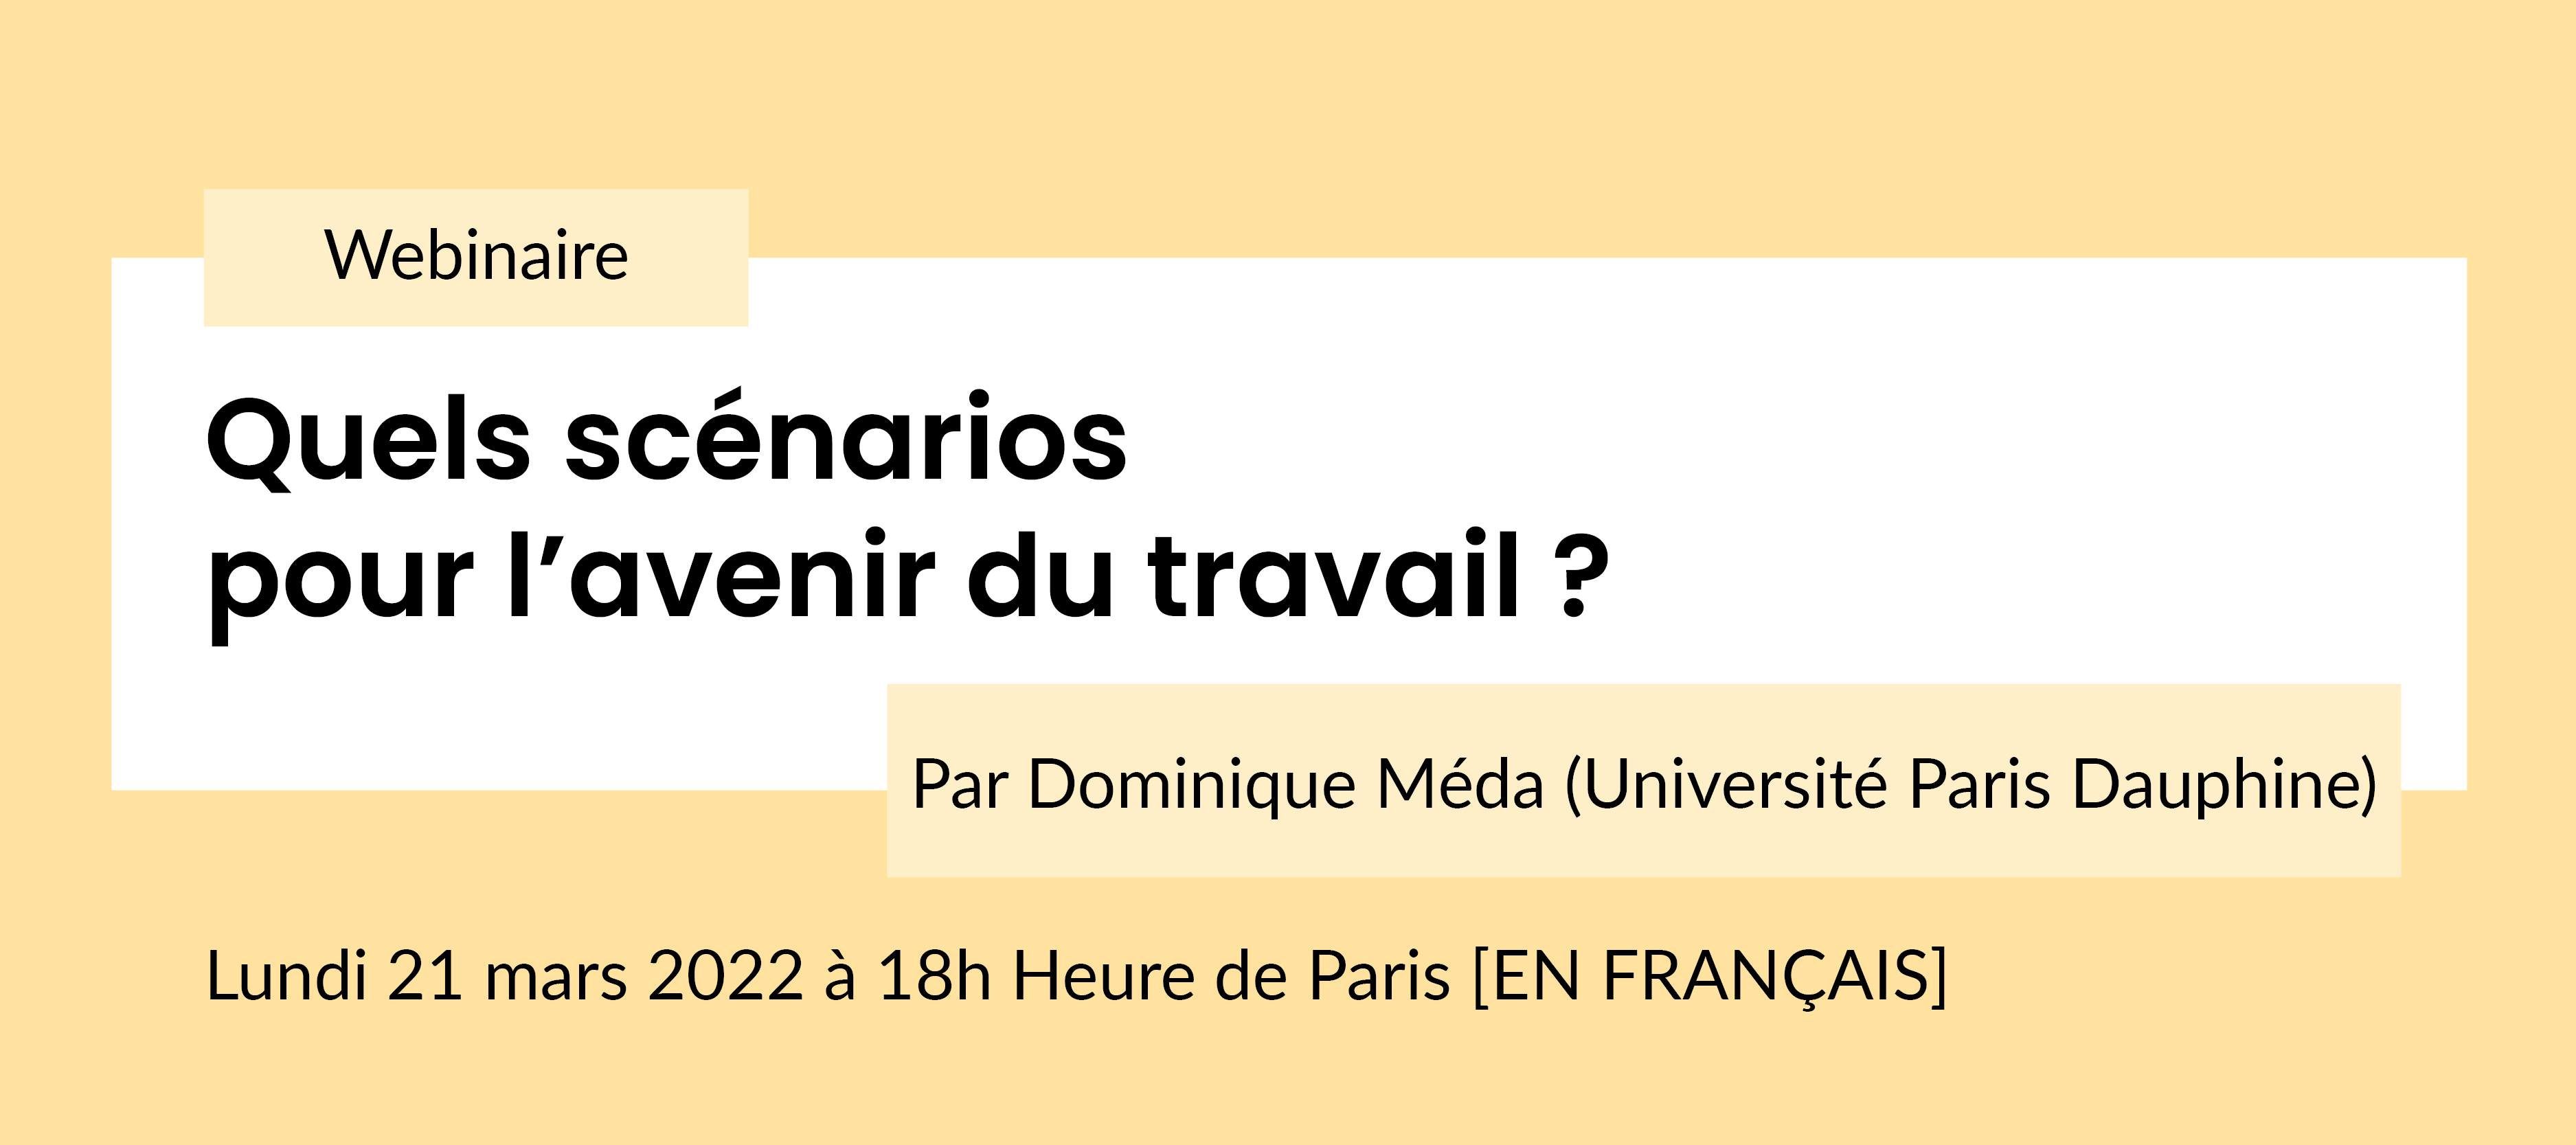 Webinaire
Quels scénarios
pour l’avenir du travail ?
Par Dominique Méda (Université Paris Dauphine)
Lundi 21 mars 2022 à 18h Heure de Paris [EN FRANÇAIS]